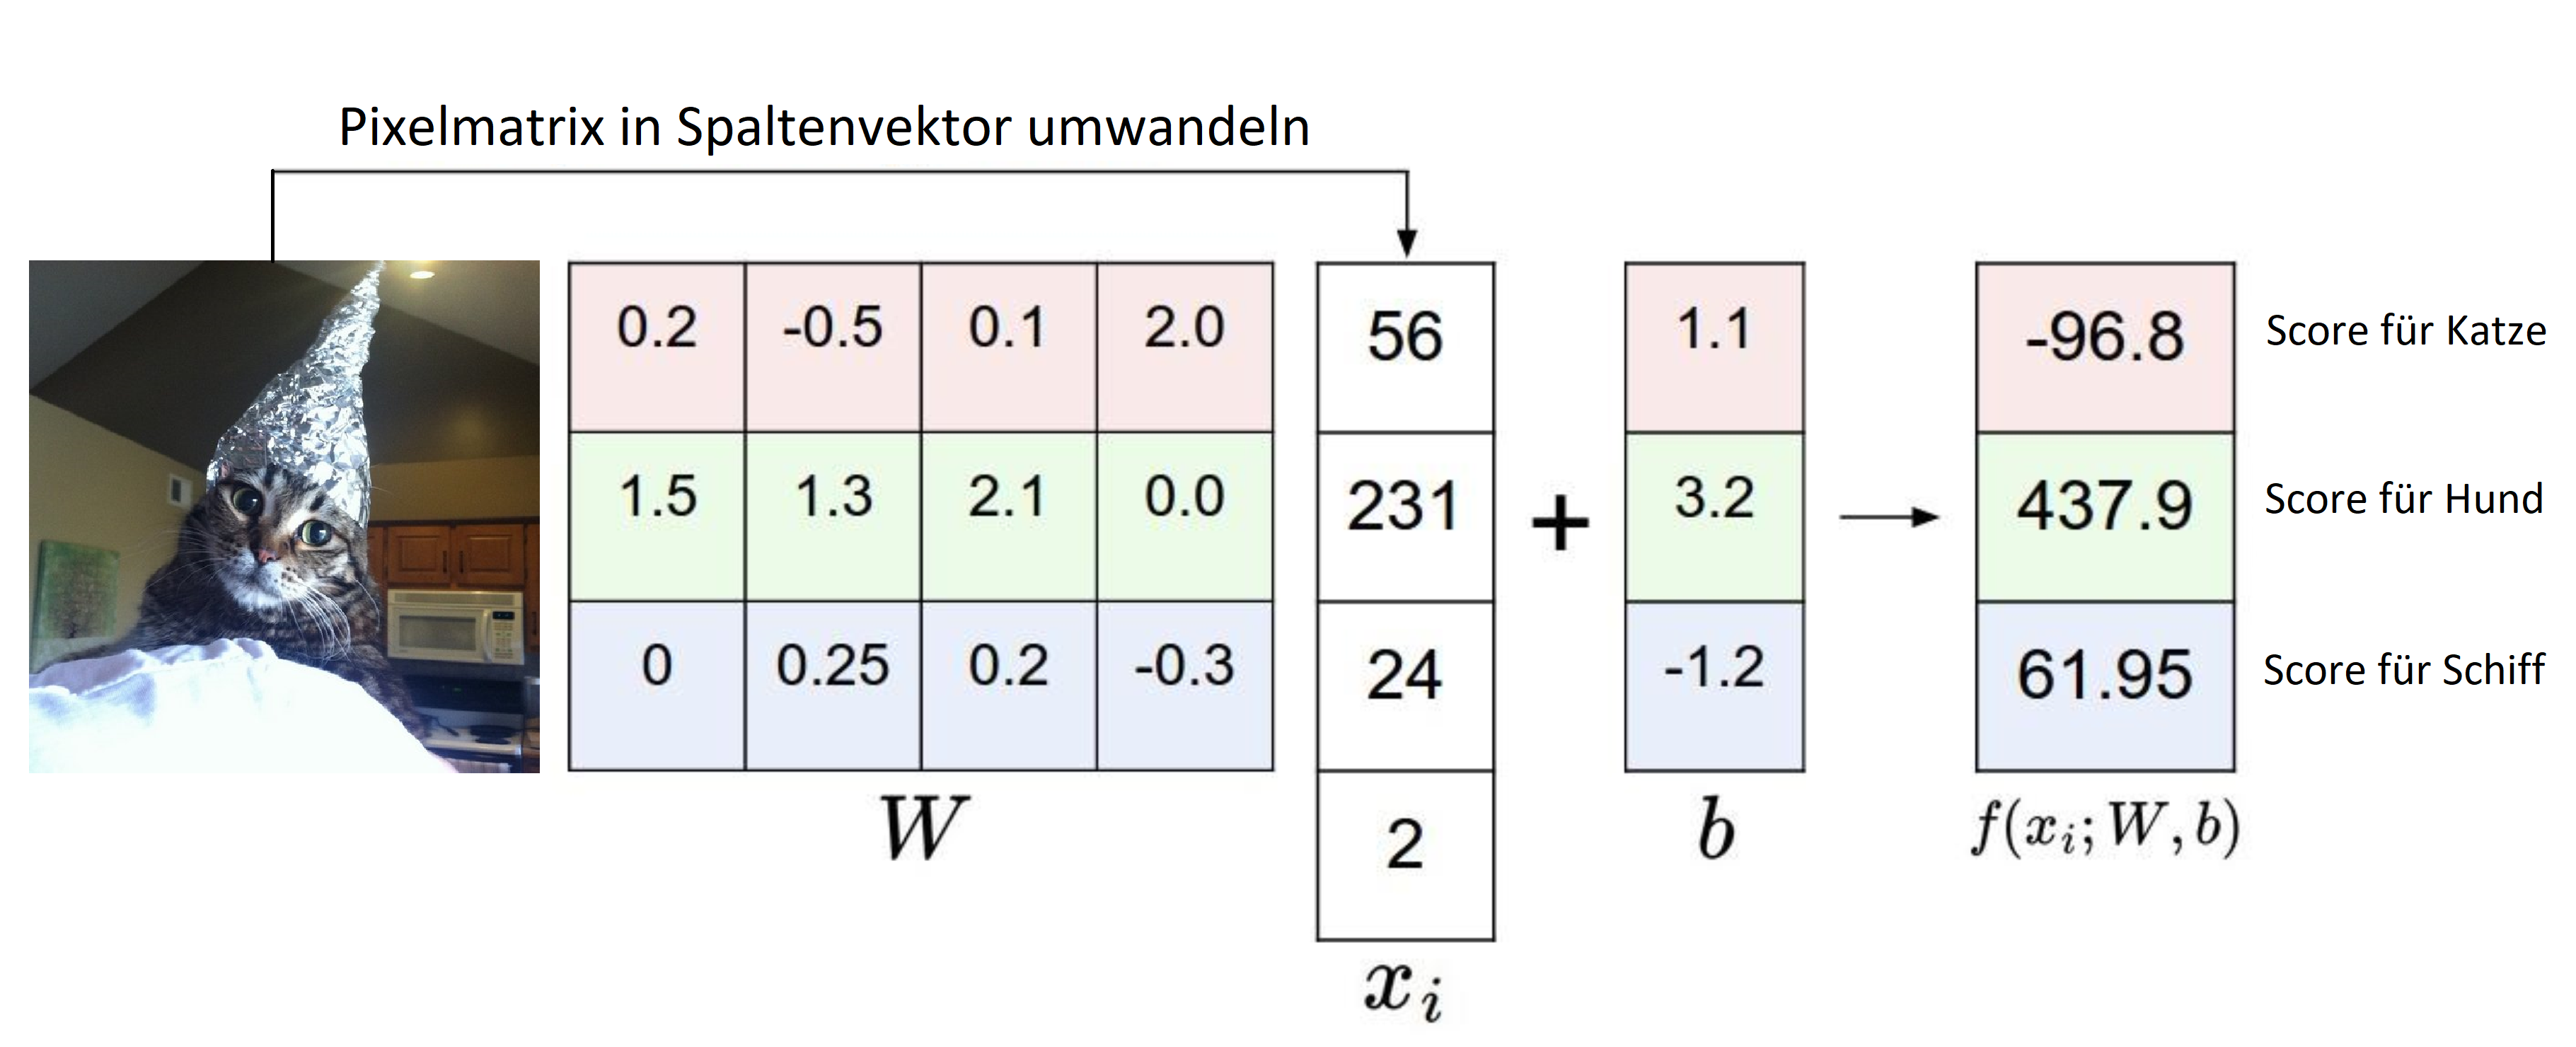 Pixelmatrix in Spaltenvektor umwandeln
0.2 -0.5 0.1 2.0
1.5 1.3 2.1 0.0
0 0.25 0.2 -0.3
W
56
231
24
2
x_i
+
1.1
3.2
-1.2
b
-96.8 Score für Katze
437.9 Score für Hund
61.95 Score für Schiff
f(x_i; W, b)